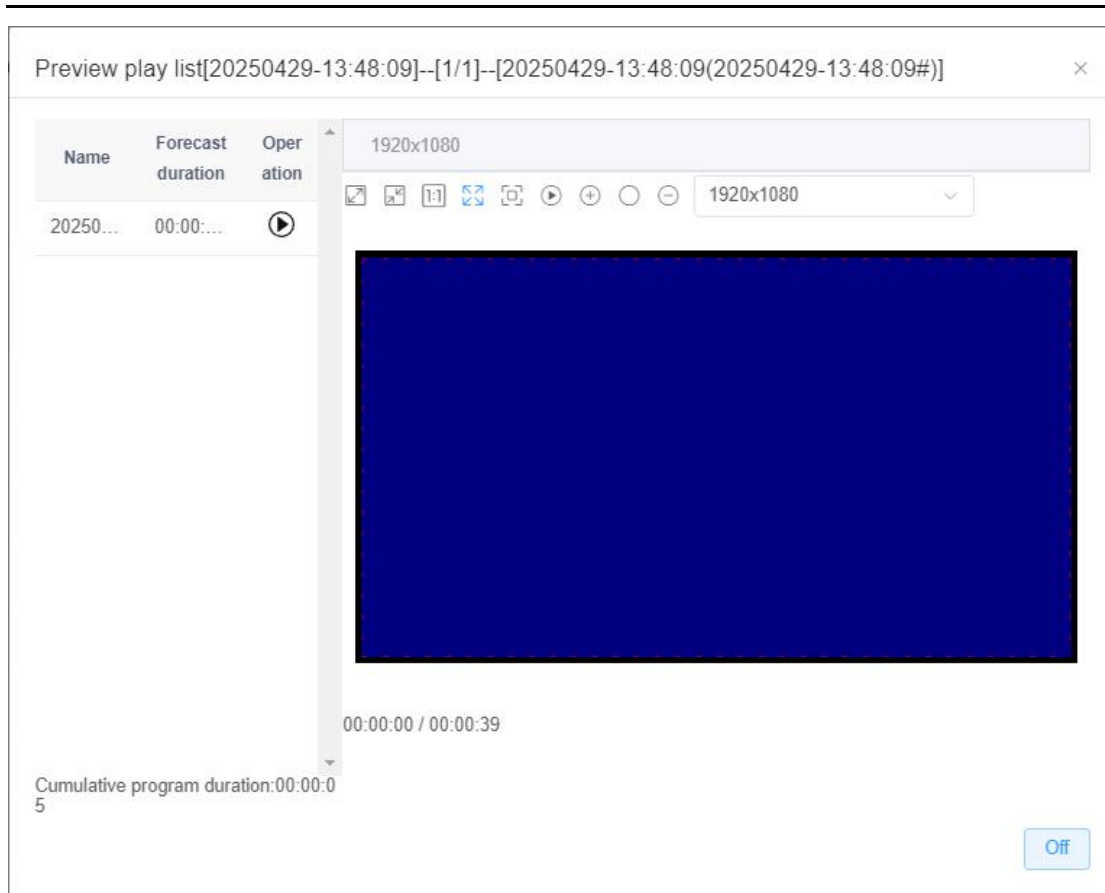 Preview play list[20250429-13:48:09]--[1/1]--[20250429-13:48:09(20250429-13:48:09#)]
Name
Forecast
duration
Oper
ation
20250...
00:00:...
1920x1080
1:1
1920x1080
00:00:00 / 00:00:39
Cumulative program duration:00:00:0
5
Off